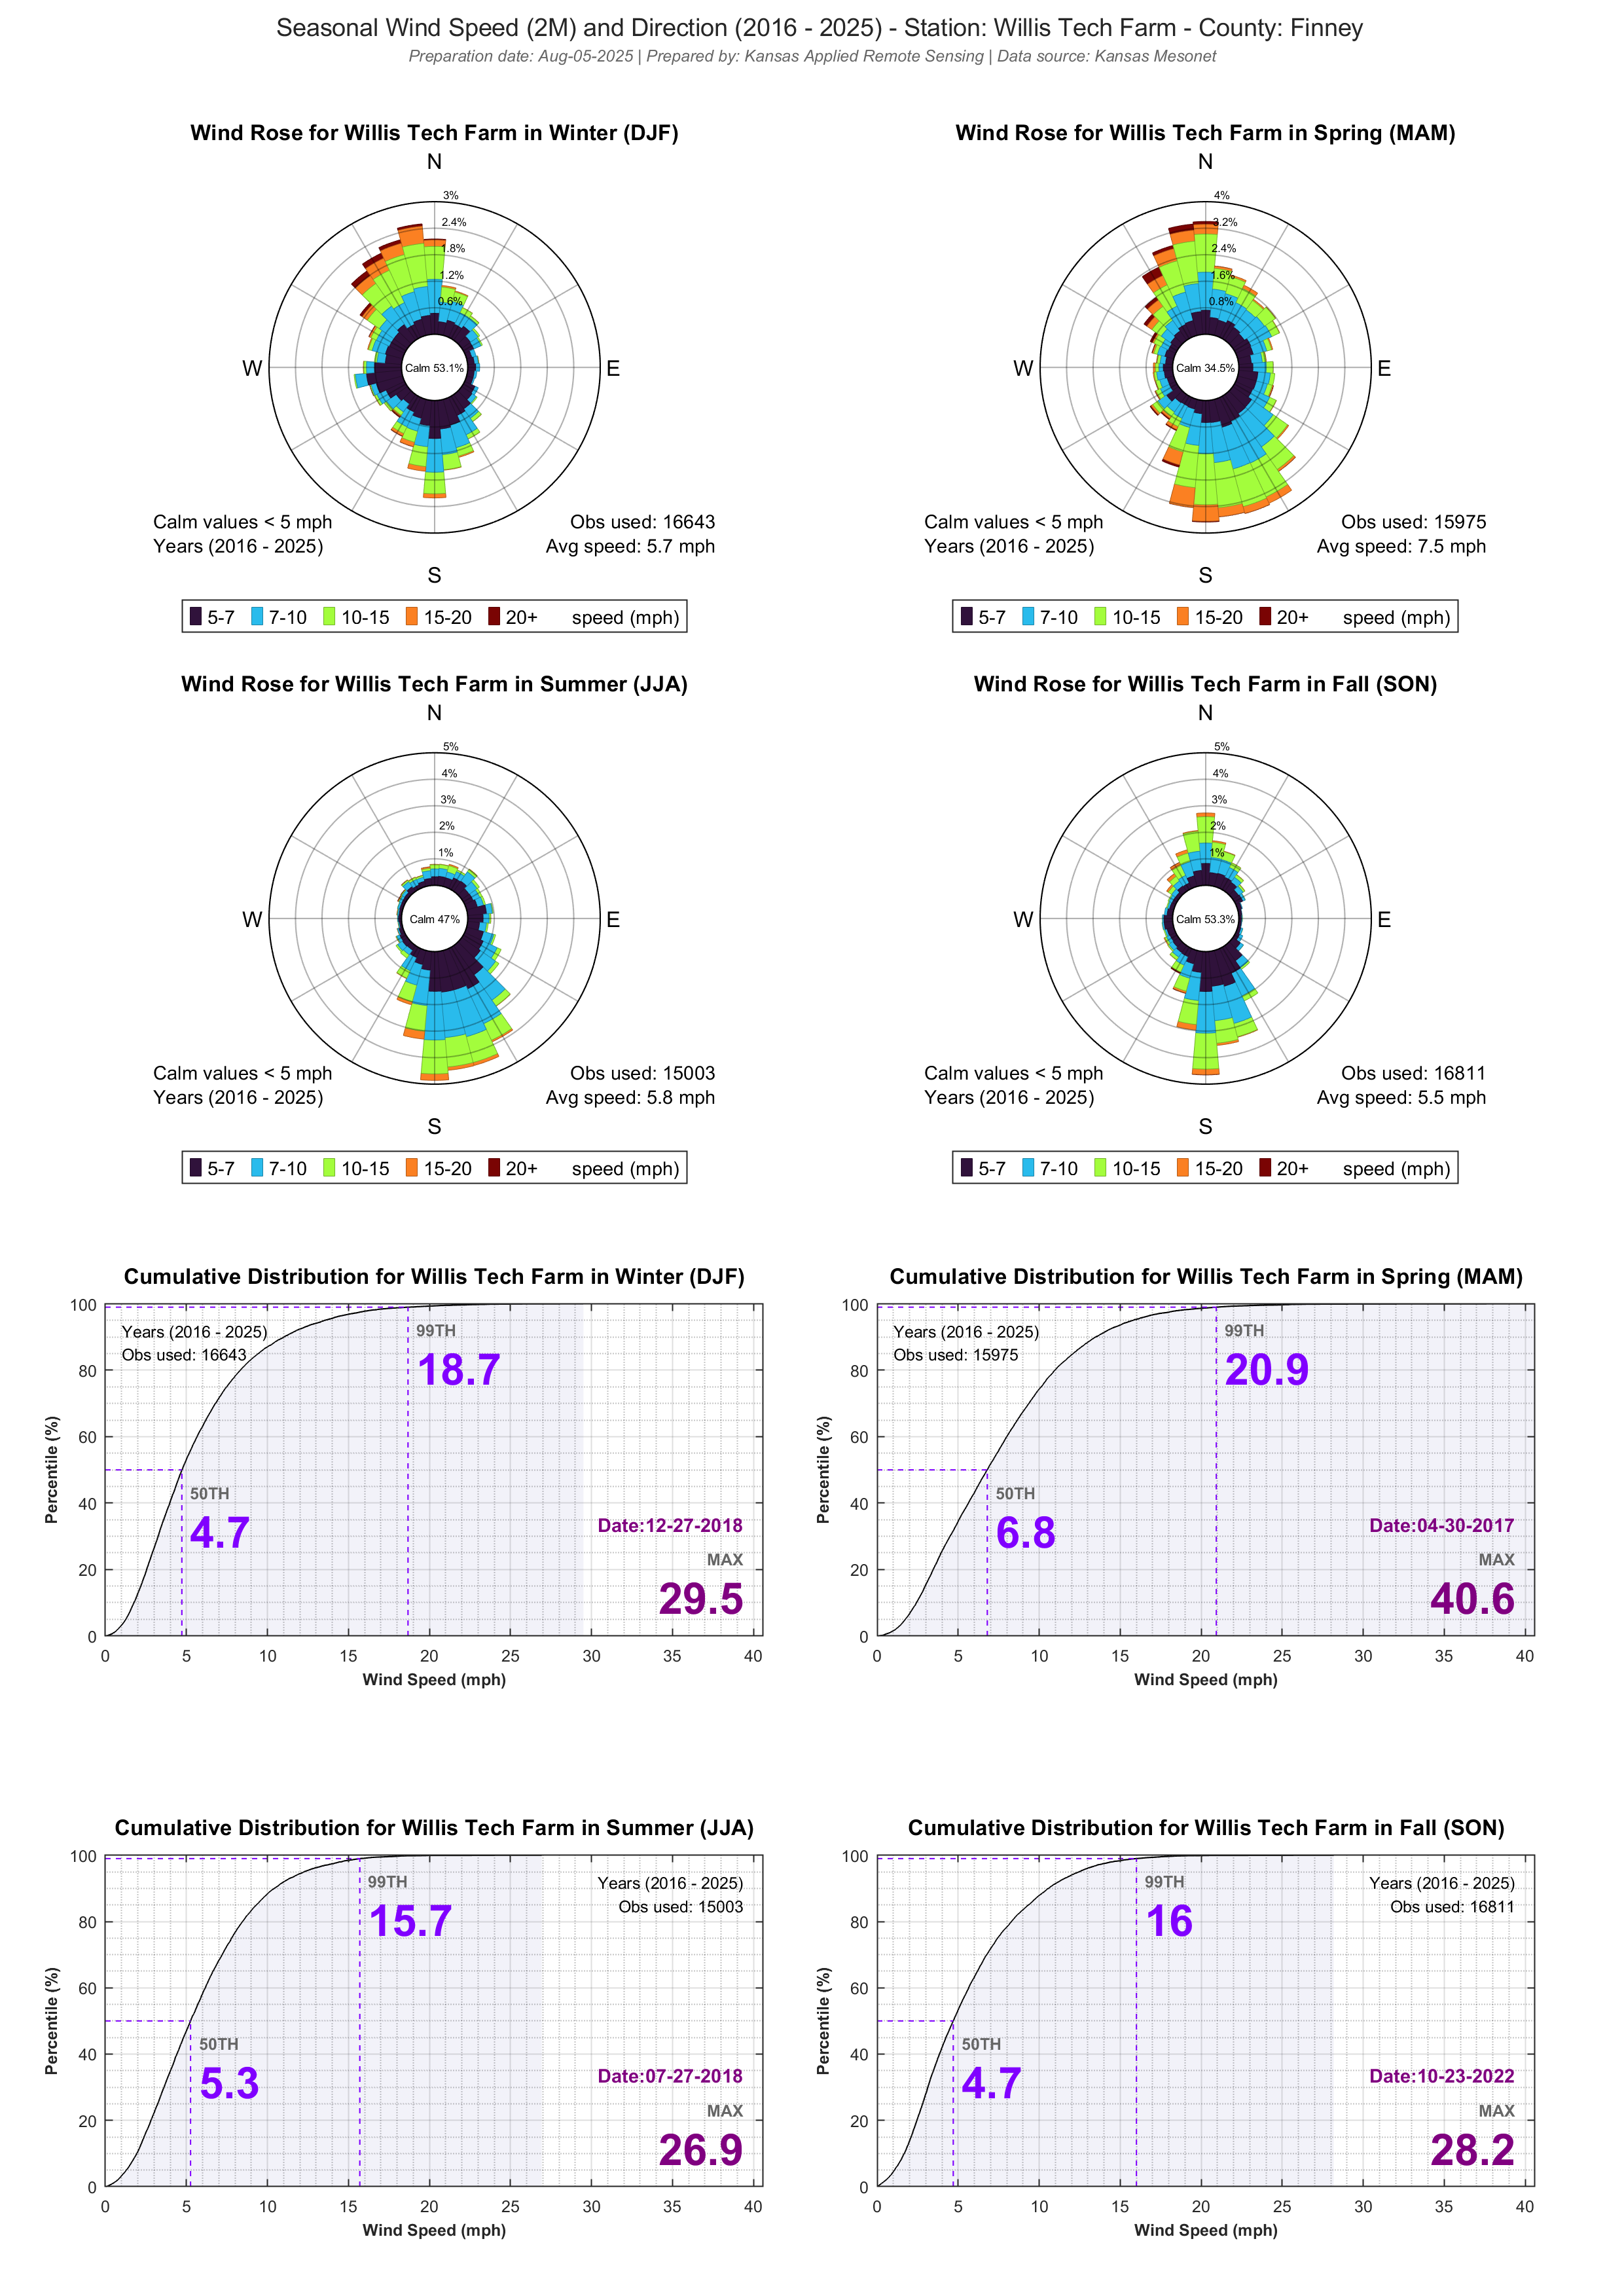 Seasonal Wind Speed (2M) and Direction (2016 - 2025) - Station: Willis Tech Farm - County: Finney
Preparation date: Aug-05-2025 | Prepared by: Kansas Applied Remote Sensing | Data source: Kansas Mesonet
Wind Rose for Willis Tech Farm in Winter (DJF)
N
3%
2.4%
1.8%
1.2%
0.6%
W
Calm 53.1%
E
Calm values < 5 mph
Years (2016 - 2025)
Obs used: 16643
Avg speed: 5.7 mph
S
5-7 7-10 10-15 15-20 20+ speed (mph)
Wind Rose for Willis Tech Farm in Spring (MAM)
N
4%
3.2%
2.4%
1.6%
0.8%
W
Calm 34.5%
E
Calm values < 5 mph
Years (2016 - 2025)
Obs used: 15975
Avg speed: 7.5 mph
S
5-7 7-10 10-15 15-20 20+ speed (mph)
Wind Rose for Willis Tech Farm in Summer (JJA)
N
5%
4%
3%
2%
1%
W
Calm 47%
E
Calm values < 5 mph
Years (2016 - 2025)
Obs used: 15003
Avg speed: 5.8 mph
S
5-7 7-10 10-15 15-20 20+ speed (mph)
Wind Rose for Willis Tech Farm in Fall (SON)
N
5%
4%
3%
2%
1%
W
Calm 53.3%
E
Calm values < 5 mph
Years (2016 - 2025)
Obs used: 16811
Avg speed: 5.5 mph
S
5-7 7-10 10-15 15-20 20+ speed (mph)
Cumulative Distribution for Willis Tech Farm in Winter (DJF)
Percentile (%)
100
80
60
40
20
0
Years (2016 - 2025)
Obs used: 16643
99TH
18.7
50TH
4.7
Date:12-27-2018
MAX
29.5
0 5 10 15 20 25 30 35 40
Wind Speed (mph)
Cumulative Distribution for Willis Tech Farm in Spring (MAM)
Percentile (%)
100
80
60
40
20
0
Years (2016 - 2025)
Obs used: 15975
99TH
20.9
50TH
6.8
Date:04-30-2017
MAX
40.6
0 5 10 15 20 25 30 35 40
Wind Speed (mph)
Cumulative Distribution for Willis Tech Farm in Summer (JJA)
Percentile (%)
100
80
60
40
20
0
99TH
15.7
Years (2016 - 2025)
Obs used: 15003
50TH
5.3
Date:07-27-2018
MAX
26.9
0 5 10 15 20 25 30 35 40
Wind Speed (mph)
Cumulative Distribution for Willis Tech Farm in Fall (SON)
Percentile (%)
100
80
60
40
20
0
99TH
16
Years (2016 - 2025)
Obs used: 16811
50TH
4.7
Date:10-23-2022
MAX
28.2
0 5 10 15 20 25 30 35 40
Wind Speed (mph)